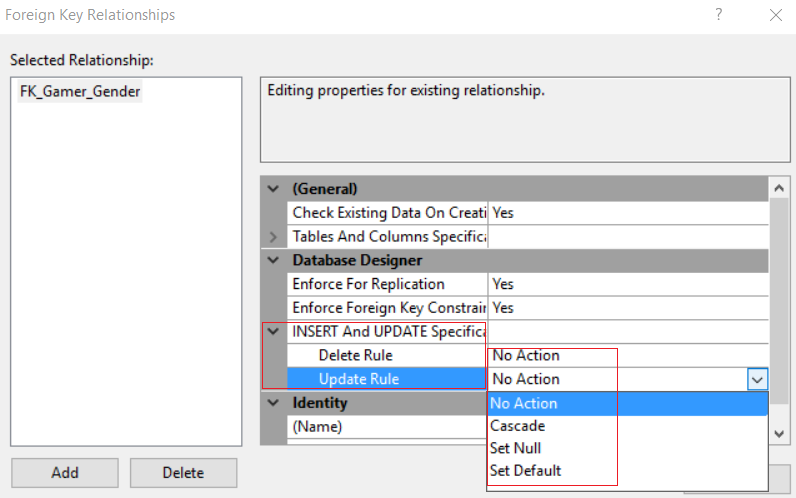 Foreign Key Relationships
?
Selected Relationship:
FK_Gamer_Gender
Editing properties for existing relationship.
(General)
Check Existing Data On Creati Yes
Tables And Columns Specifica
Database Designer
Enforce For Replication Yes
Enforce Foreign Key Constrain Yes
INSERT And UPDATE Specifica
Delete Rule No Action
Update Rule No Action
Identity No Action
(Name) Cascade
Set Null
Set Default
Add Delete